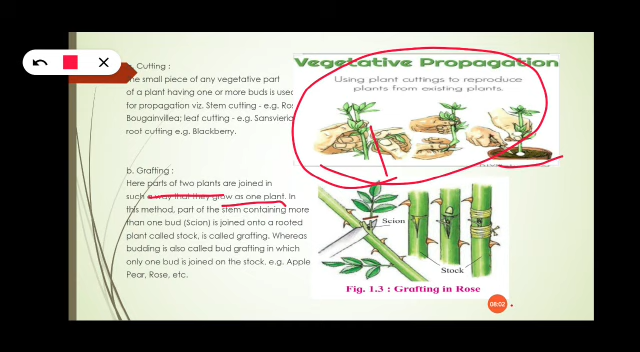 a. Cutting :
The small piece of any vegetative part
of a plant having one or more buds is used
for propagation viz. Stem cutting - e.g.
Bougainvillea; leaf cutting - e.g. Sansvieria
root cutting e.g. Blackberry.
b. Grafting :
Here parts of two plants are joined in
such a way that they grow as one plant. In
this method, part of the stem containing more
than one bud (Scion) is joined onto a rooted
plant called stock, is called grafting. Whereas
budding is also called bud grafting in which
only one bud is joined on the stock. e.g. Apple
Pear, Rose, etc.
Vegetative Propagation
Using plant cuttings to reproduce
plants from existing plants.
Scion
Stock
Fig. 1.3 : Grafting in Rose
08:02